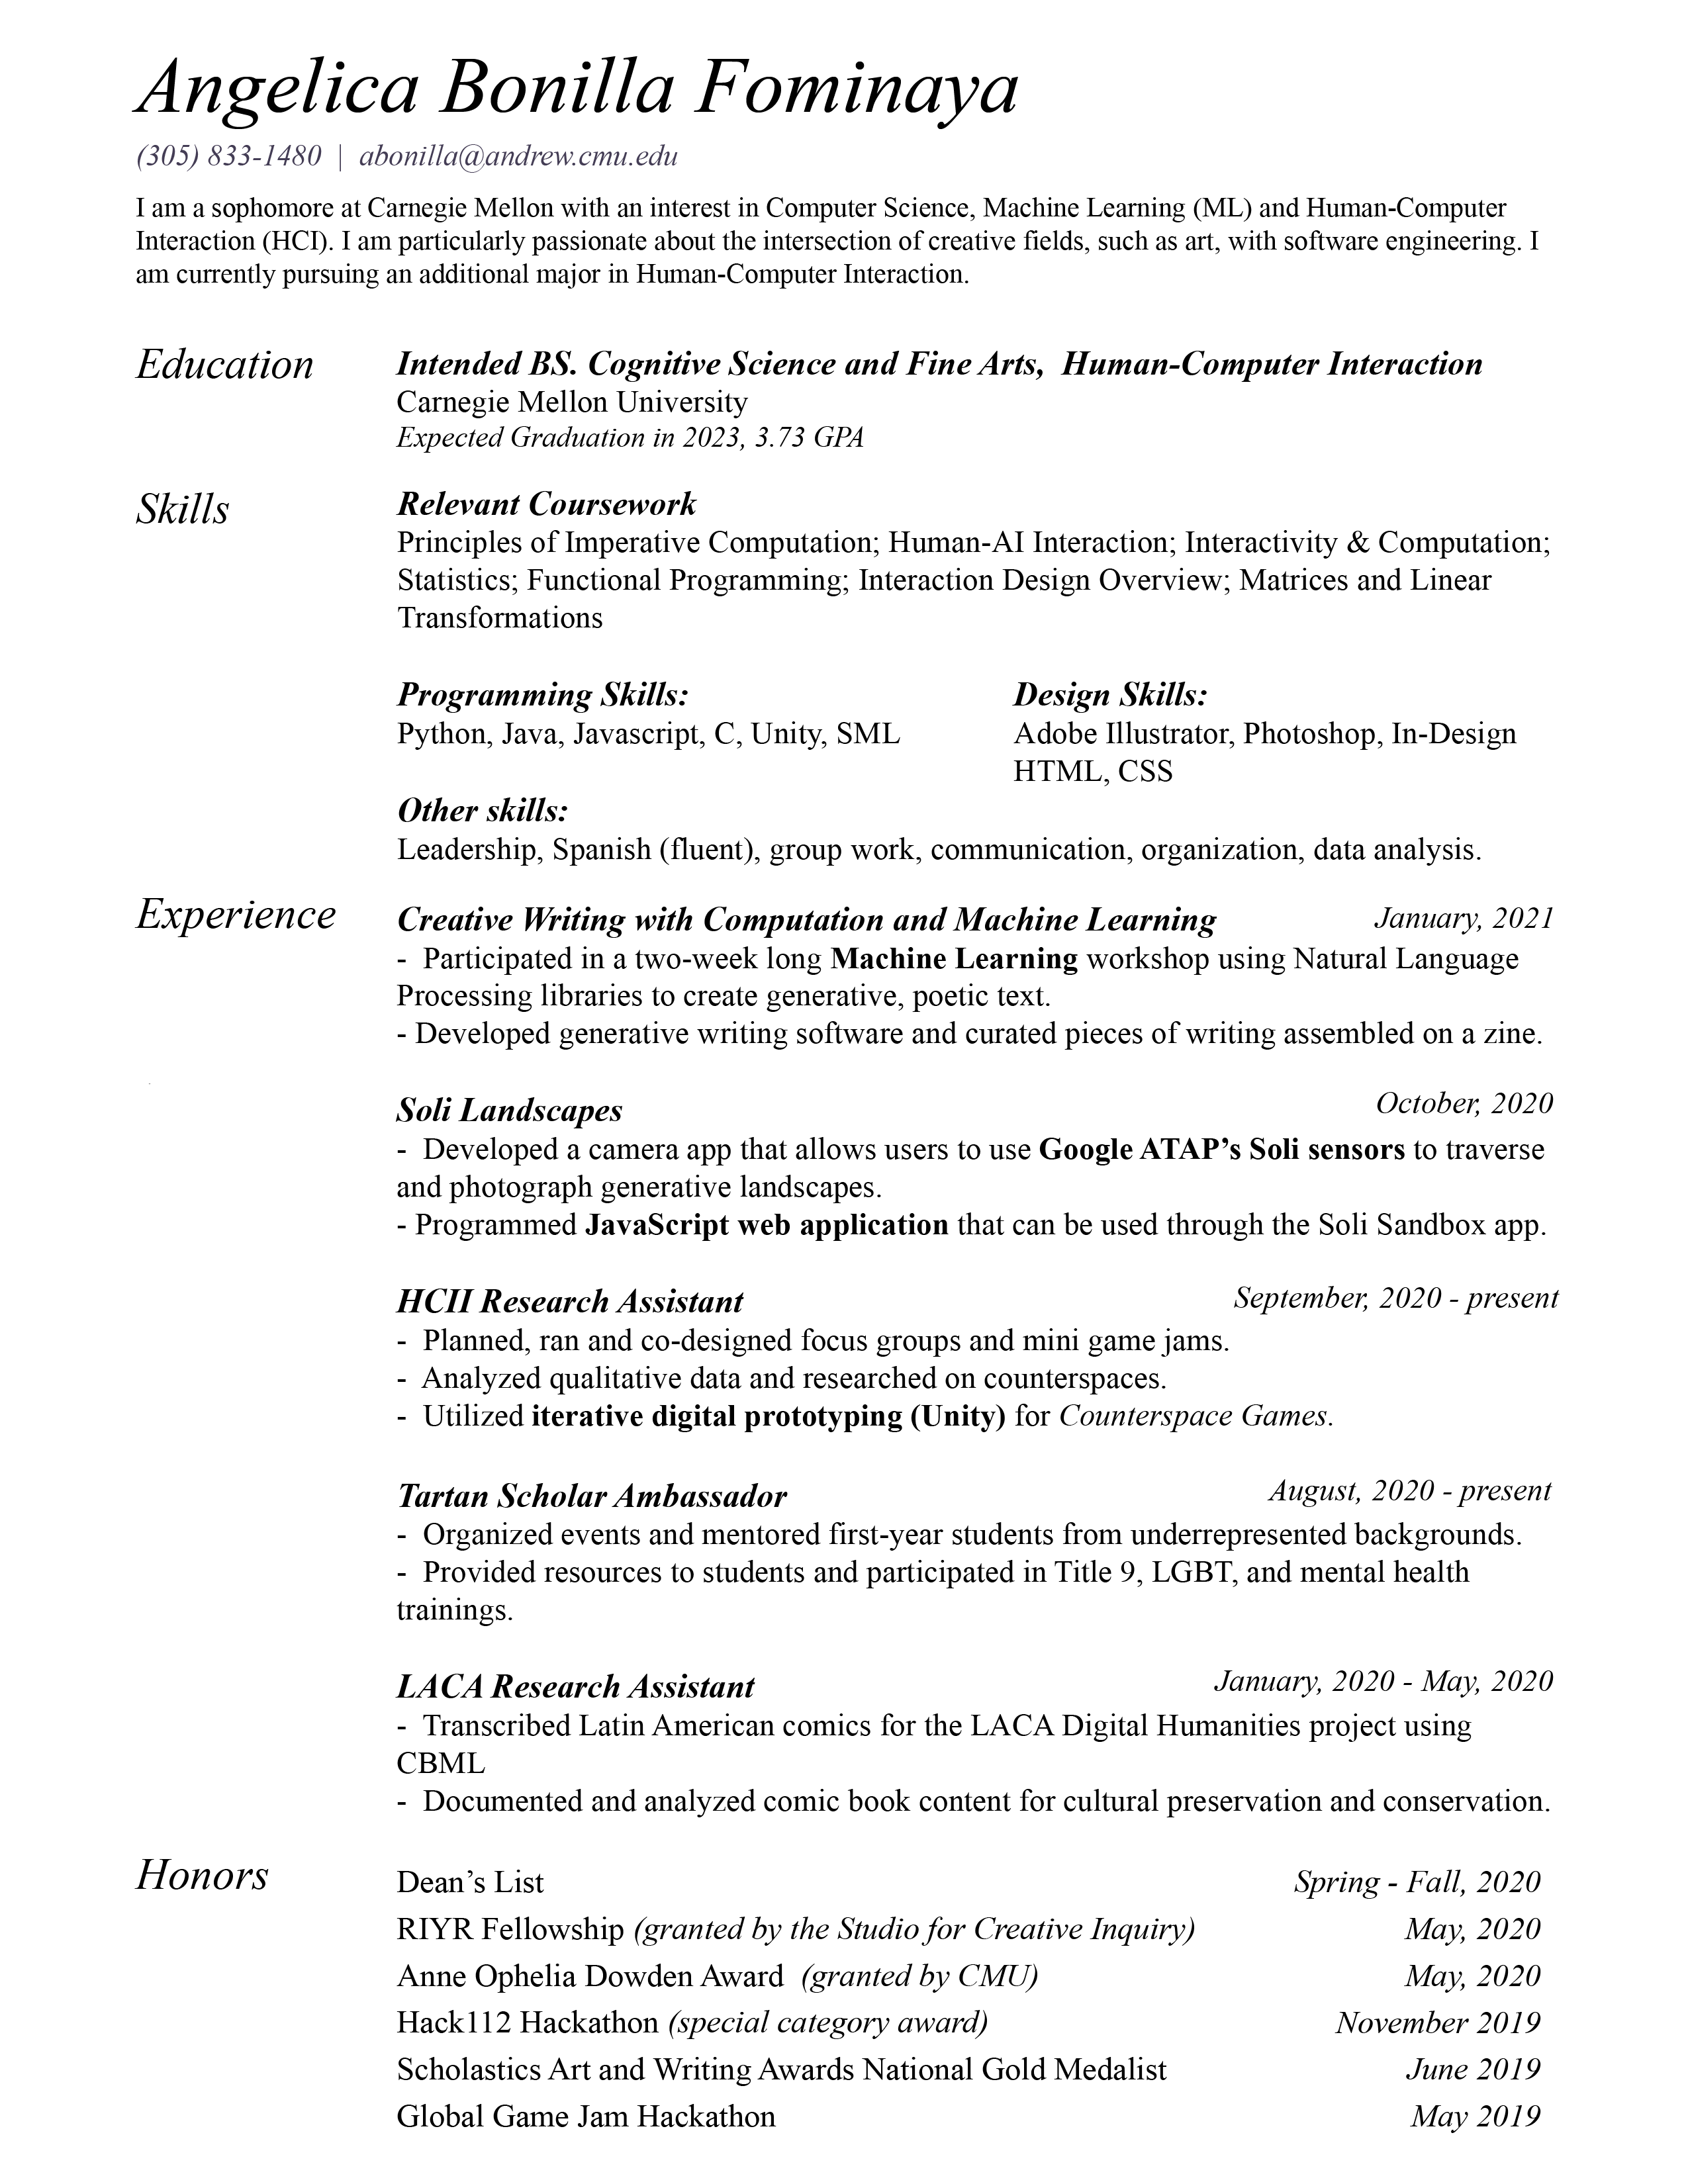 Angelica Bonilla Fominaya
(305) 833-1480 | abonilla@andrew.cmu.edu
I am a sophomore at Carnegie Mellon with an interest in Computer Science, Machine Learning (ML) and Human-Computer
Interaction (HCI). I am particularly passionate about the intersection of creative fields, such as art, with software engineering. I
am currently pursuing an additional major in Human-Computer Interaction.
Education
Intended BS. Cognitive Science and Fine Arts, Human-Computer Interaction
Carnegie Mellon University
Expected Graduation in 2023, 3.73 GPA
Skills
Relevant Coursework
Principles of Imperative Computation; Human-AI Interaction; Interactivity & Computation;
Statistics; Functional Programming; Interaction Design Overview; Matrices and Linear
Transformations
Programming Skills:
Python, Java, Javascript, C, Unity, SML
Design Skills:
Adobe Illustrator, Photoshop, In-Design
HTML, CSS
Other skills:
Leadership, Spanish (fluent), group work, communication, organization, data analysis.
Experience
Creative Writing with Computation and Machine Learning January, 2021
- Participated in a two-week long Machine Learning workshop using Natural Language
Processing libraries to create generative, poetic text.
- Developed generative writing software and curated pieces of writing assembled on a zine.
Soli Landscapes October, 2020
- Developed a camera app that allows users to use Google ATAP’s Soli sensors to traverse
and photograph generative landscapes.
- Programmed JavaScript web application that can be used through the Soli Sandbox app.
HCII Research Assistant September, 2020 - present
- Planned, ran and co-designed focus groups and mini game jams.
- Analyzed qualitative data and researched on counterspaces.
- Utilized iterative digital prototyping (Unity) for Counterspace Games.
Tartan Scholar Ambassador August, 2020 - present
- Organized events and mentored first-year students from underrepresented backgrounds.
- Provided resources to students and participated in Title 9, LGBT, and mental health
trainings.
LACA Research Assistant January, 2020 - May, 2020
- Transcribed Latin American comics for the LACA Digital Humanities project using
CBML
- Documented and analyzed comic book content for cultural preservation and conservation.
Honors
Dean’s List Spring - Fall, 2020
RIYR Fellowship (granted by the Studio for Creative Inquiry) May, 2020
Anne Ophelia Dowden Award (granted by CMU) May, 2020
Hack112 Hackathon (special category award) November 2019
Scholastics Art and Writing Awards National Gold Medalist June 2019
Global Game Jam Hackathon May 2019